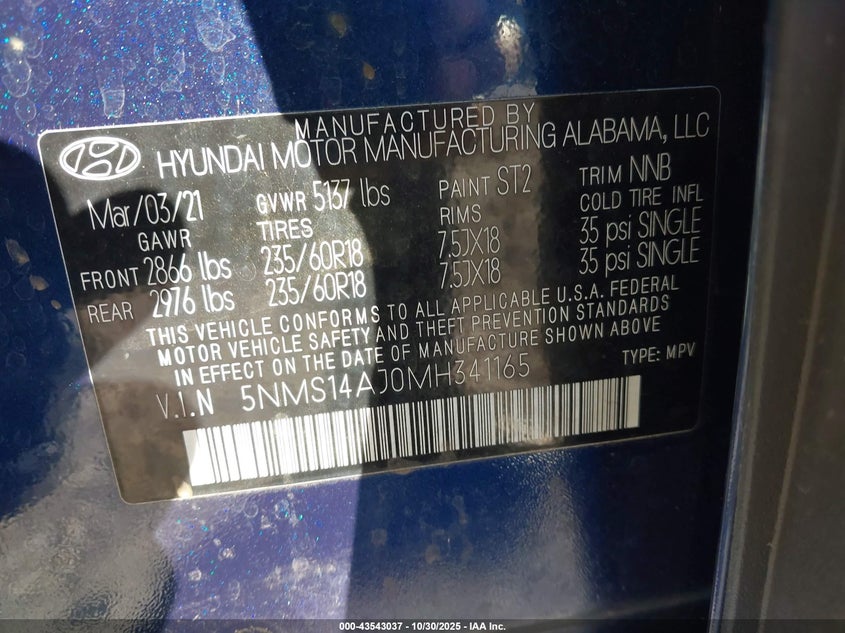 MANUFACTURED BY
HYUNDAI MOTOR MANUFACTURING ALABAMA, LLC
Mar/03/21 GVWR 5137 lbs PAINT ST2 TRIM NNB
GAWR TIRES RIMS COLD TIRE INFL
FRONT 2866 lbs 235/60R18 7.5JX18 35 psi SINGLE
REAR 2976 lbs 235/60R18 7.5JX18 35 psi SINGLE
THIS VEHICLE CONFORMS TO ALL APPLICABLE U.S.A. FEDERAL
MOTOR VEHICLE SAFETY AND THEFT PREVENTION STANDARDS
IN EFFECT ON THE DATE OF MANUFACTURE SHOWN ABOVE
V.I.N 5NMS14AJ0MH341165 TYPE: MPV
000-43543037 - 10/30/2025 - IAA Inc.